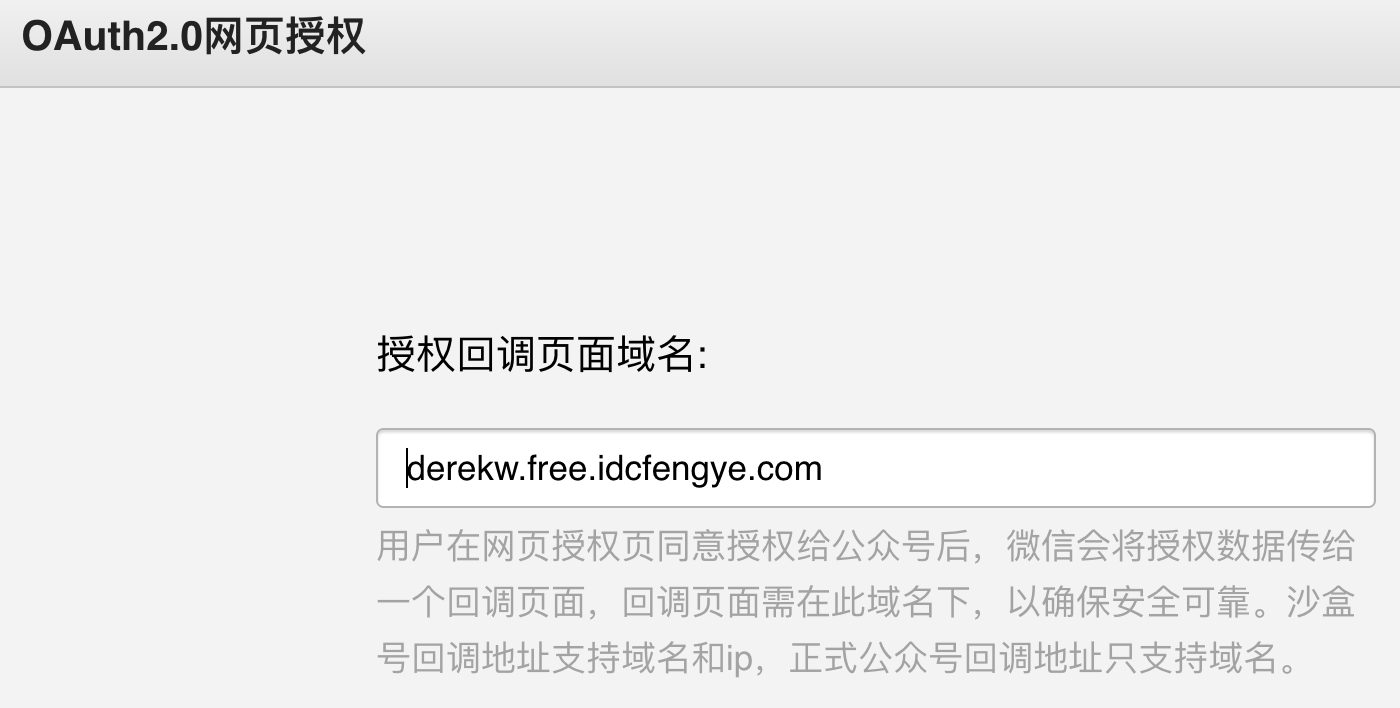 OAuth2.0网页授权
授权回调页面域名:
derekw.free.idcfengye.com
用户在网页授权页同意授权给公众号后，微信会将授权数据传给
一个回调页面，回调页面需在此域名下，以确保安全可靠。沙盒
号回调地址支持域名和ip，正式公众号回调地址只支持域名。